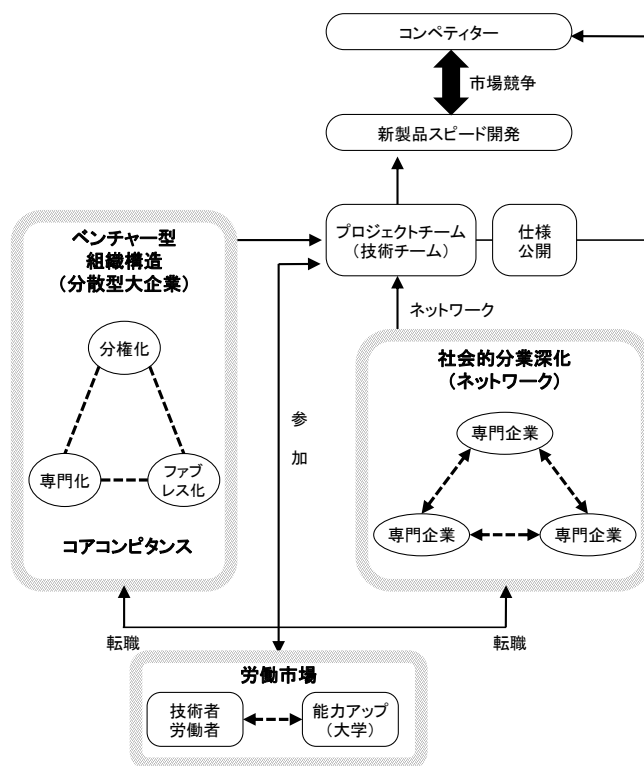 コンペティター
市場競争
新製品スピード開発
ベンチャー型
組織構造
(分散型大企業)
プロジェクトチーム
(技術チーム)
仕様
公開
ネットワーク
分権化
専門化
ファブ
レス化
コアコンピタンス
参
加
社会的分業深化
(ネットワーク)
専門企業
専門企業
専門企業
転職
転職
労働市場
技術者
労働者
能力アップ
(大学)